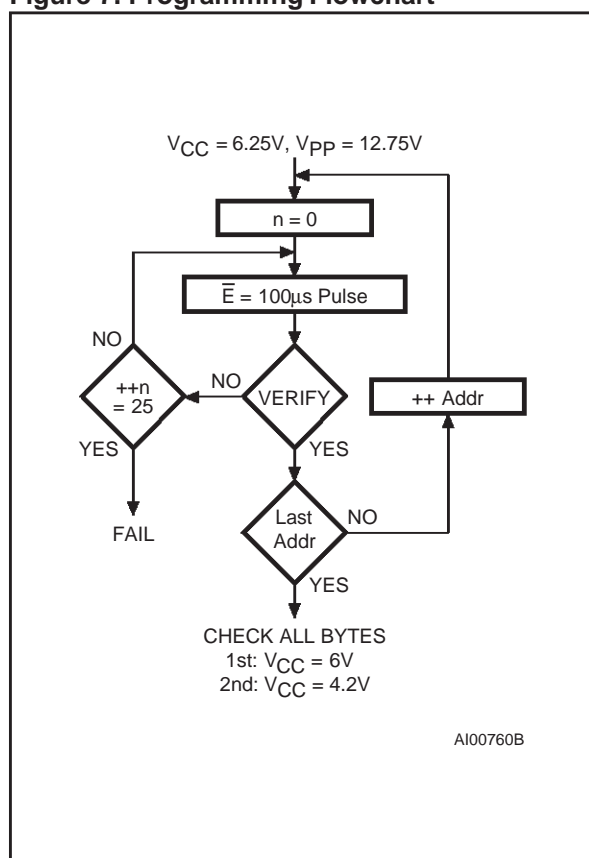 Figure 7. Programming Flowchart
VCC = 6.25V, VPP = 12.75V
n = 0
E = 100µs Pulse
NO
++n
= 25
NO
VERIFY
++ Addr
YES
YES
FAIL
Last
Addr
NO
YES
CHECK ALL BYTES
1st: VCC = 6V
2nd: VCC = 4.2V
AI00760B